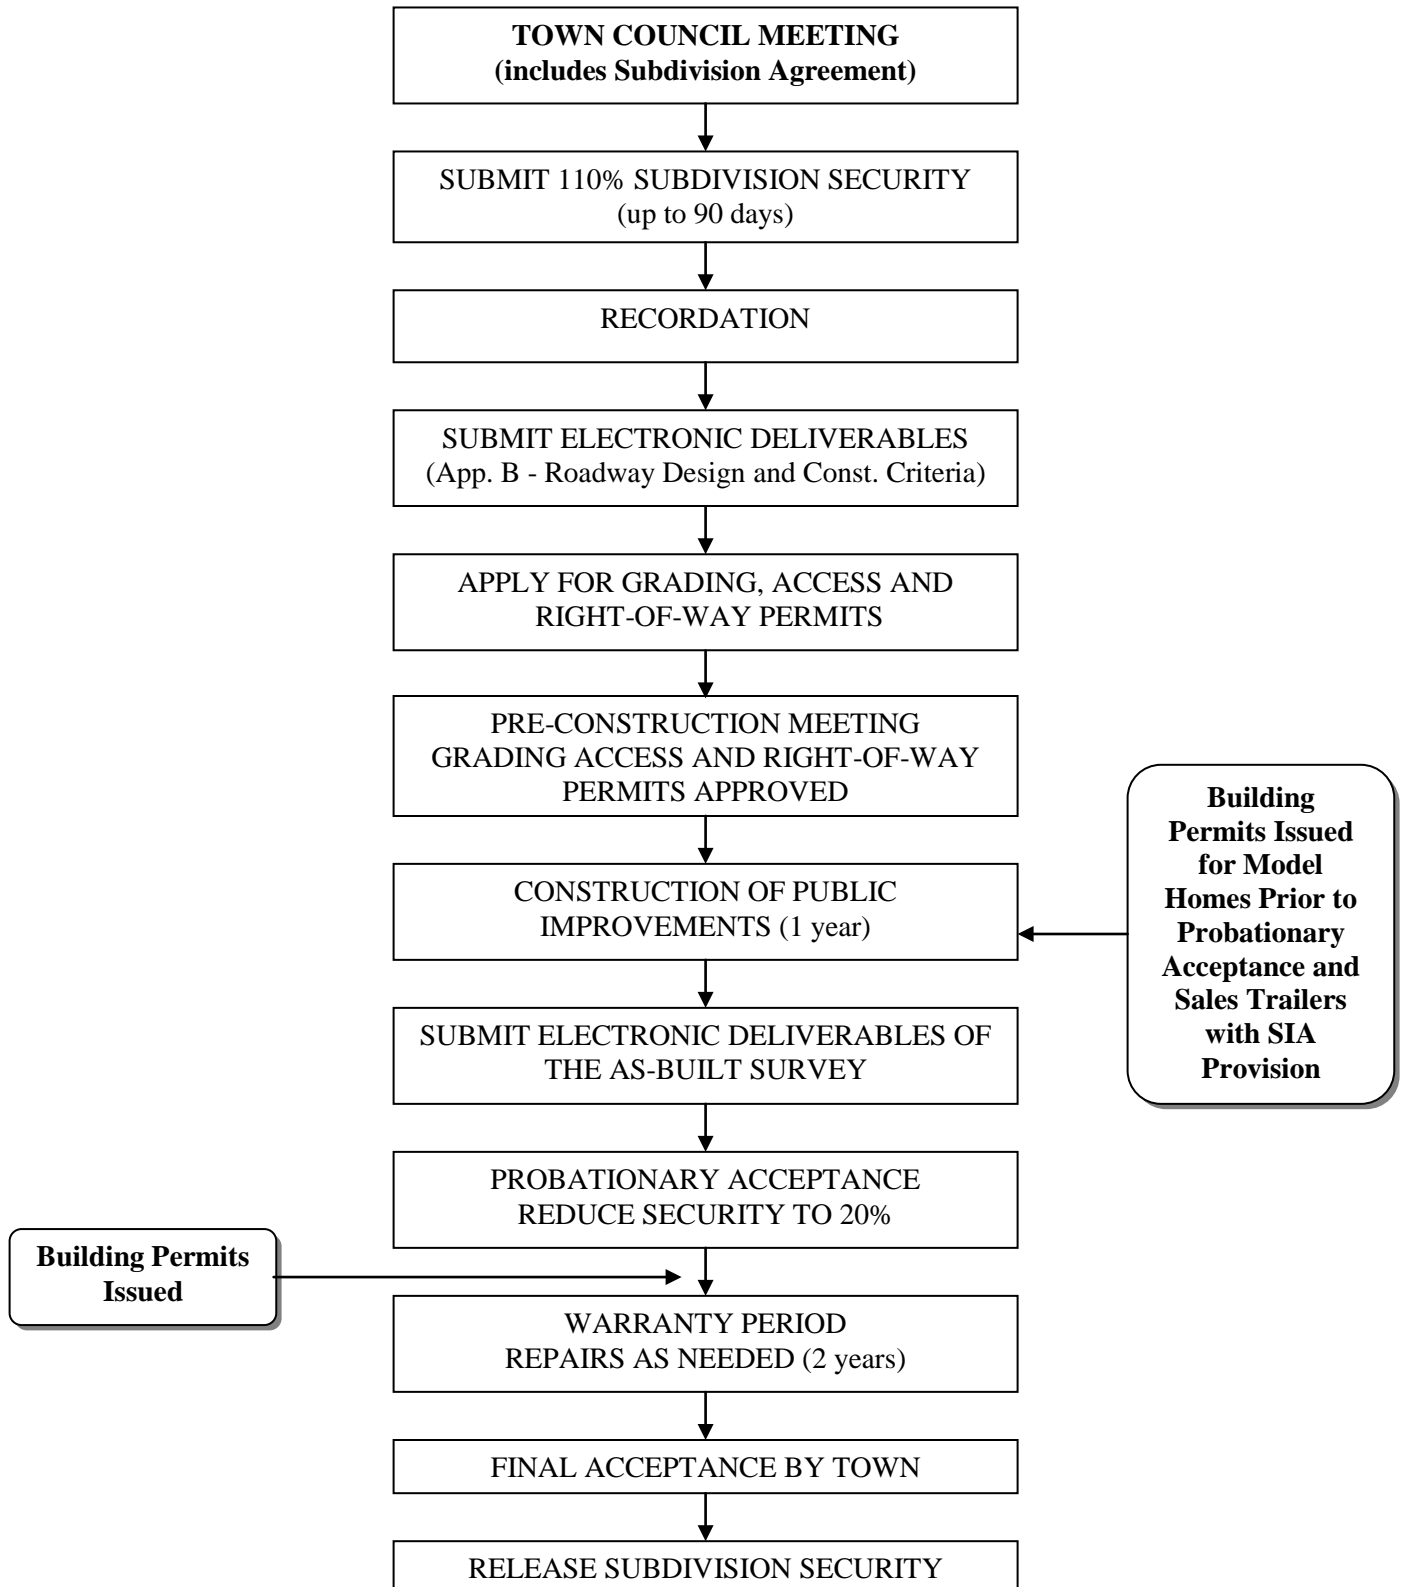 TOWN COUNCIL MEETING
(includes Subdivision Agreement)
SUBMIT 110% SUBDIVISION SECURITY
(up to 90 days)
RECORDATION
SUBMIT ELECTRONIC DELIVERABLES
(App. B - Roadway Design and Const. Criteria)
APPLY FOR GRADING, ACCESS AND
RIGHT-OF-WAY PERMITS
PRE-CONSTRUCTION MEETING
GRADING ACCESS AND RIGHT-OF-WAY
PERMITS APPROVED
CONSTRUCTION OF PUBLIC
IMPROVEMENTS (1 year)
Building
Permits Issued
for Model
Homes Prior to
Probationary
Acceptance and
Sales Trailers
with SIA
Provision
SUBMIT ELECTRONIC DELIVERABLES OF
THE AS-BUILT SURVEY
PROBATIONARY ACCEPTANCE
REDUCE SECURITY TO 20%
Building Permits
Issued
WARRANTY PERIOD
REPAIRS AS NEEDED (2 years)
FINAL ACCEPTANCE BY TOWN
RELEASE SUBDIVISION SECURITY